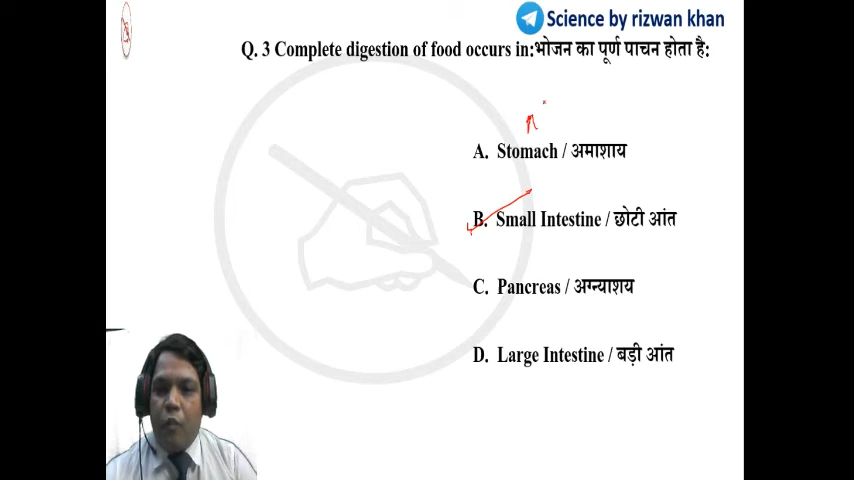 Science by rizwan khan
Q. 3 Complete digestion of food occurs in:भोजन का पूर्ण पाचन होता है:
A. Stomach / अमाशाय
B. Small Intestine / छोटी आंत
C. Pancreas / अग्न्याशय
D. Large Intestine / बड़ी आंत